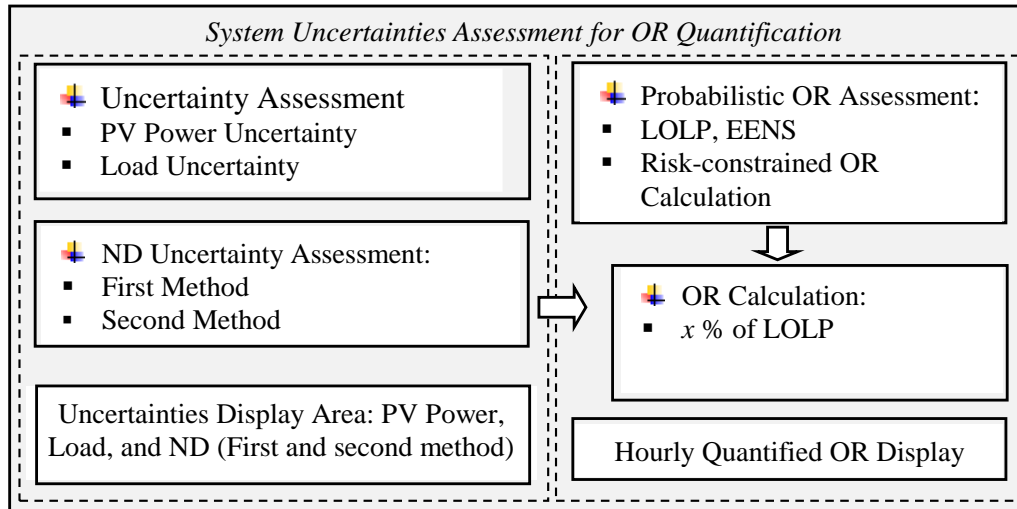 System Uncertainties Assessment for OR Quantification
Uncertainty Assessment
▪ PV Power Uncertainty
▪ Load Uncertainty
ND Uncertainty Assessment:
▪ First Method
▪ Second Method
Uncertainties Display Area: PV Power,
Load, and ND (First and second method)
Probabilistic OR Assessment:
▪ LOLP, EENS
▪ Risk-constrained OR
Calculation
OR Calculation:
▪ x % of LOLP
Hourly Quantified OR Display